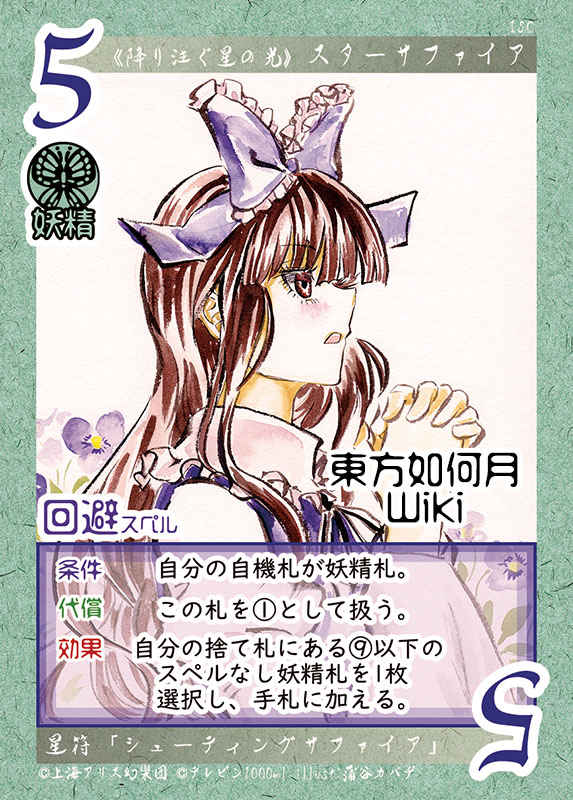 1SC
5
《降り注ぐ星の光》 スターサファイア
妖精
東方如何月
Wiki
回避スペル
条件 自分の自機札が妖精札。
代償 この札を①として扱う。
効果 自分の捨て札にある⑨以下の
スペルなし妖精札を1枚
選択し、手札に加える。
5
星符「シューティングサファイア」
©上海アリス幻樂団 ©テレピン1000ml illust:蒲谷カバヂ